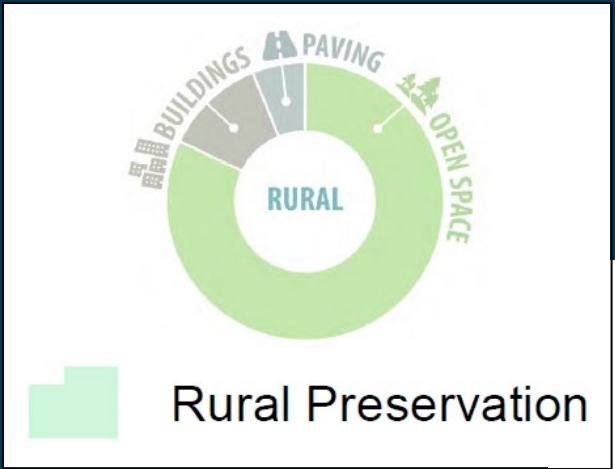 BUILDINGS
PAVING
OPEN SPACE
RURAL
Rural Preservation